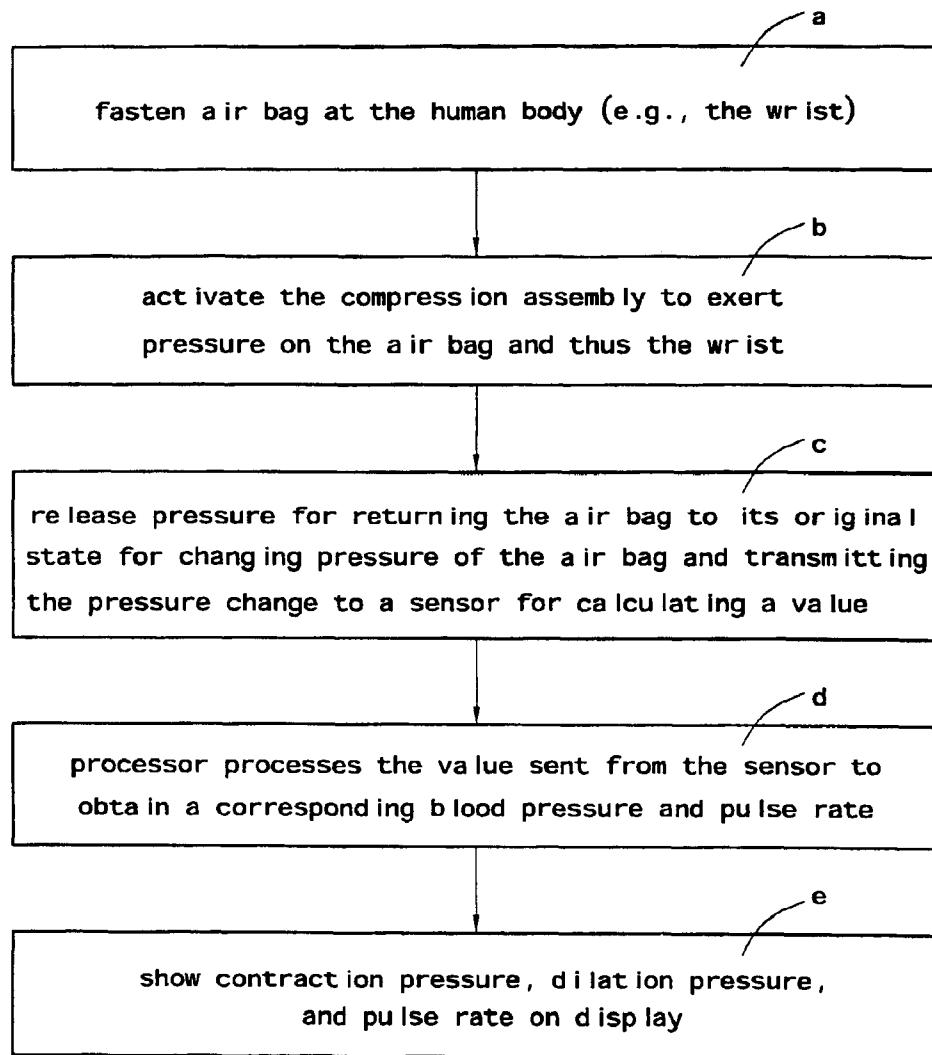 a
fasten air bag at the human body (e.g., the wrist)
b
activate the compression assembly to exert
pressure on the air bag and thus the wrist
c
release pressure for returning the air bag to its original
state for changing pressure of the air bag and transmitting
the pressure change to a sensor for calculating a value
d
processor processes the value sent from the sensor to
obtain a corresponding blood pressure and pulse rate
e
show contraction pressure, dilation pressure,
and pulse rate on display